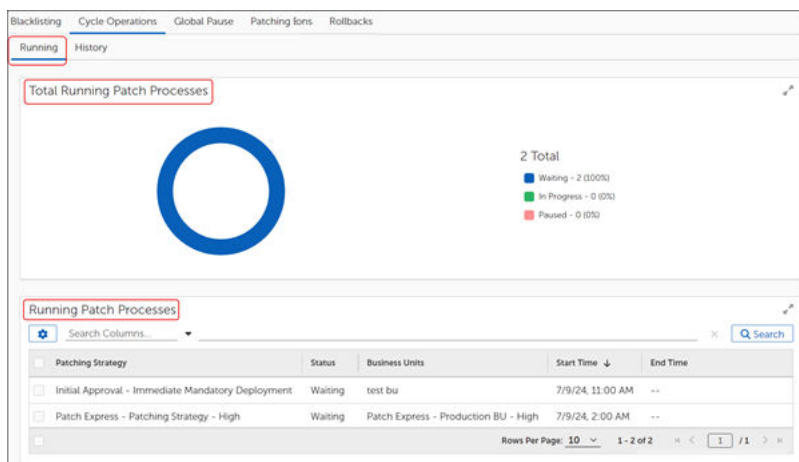 Blacklisting Cycle Operations Global Pause Patching Ions Rollbacks
Running History
Total Running Patch Processes
2 Total
Waiting - 2 (100%)
In Progress - 0 (0%)
Paused - 0 (0%)
Running Patch Processes
Search Columns... Search
Patching Strategy Status Business Units Start Time ↓ End Time
Initial Approval - Immediate Mandatory Deployment Waiting test bu 7/9/24, 11:00 AM --
Patch Express - Patching Strategy - High Waiting Patch Express - Production BU - High 7/9/24, 2:00 AM --
Rows Per Page: 10 1 - 2 of 2 1 / 1